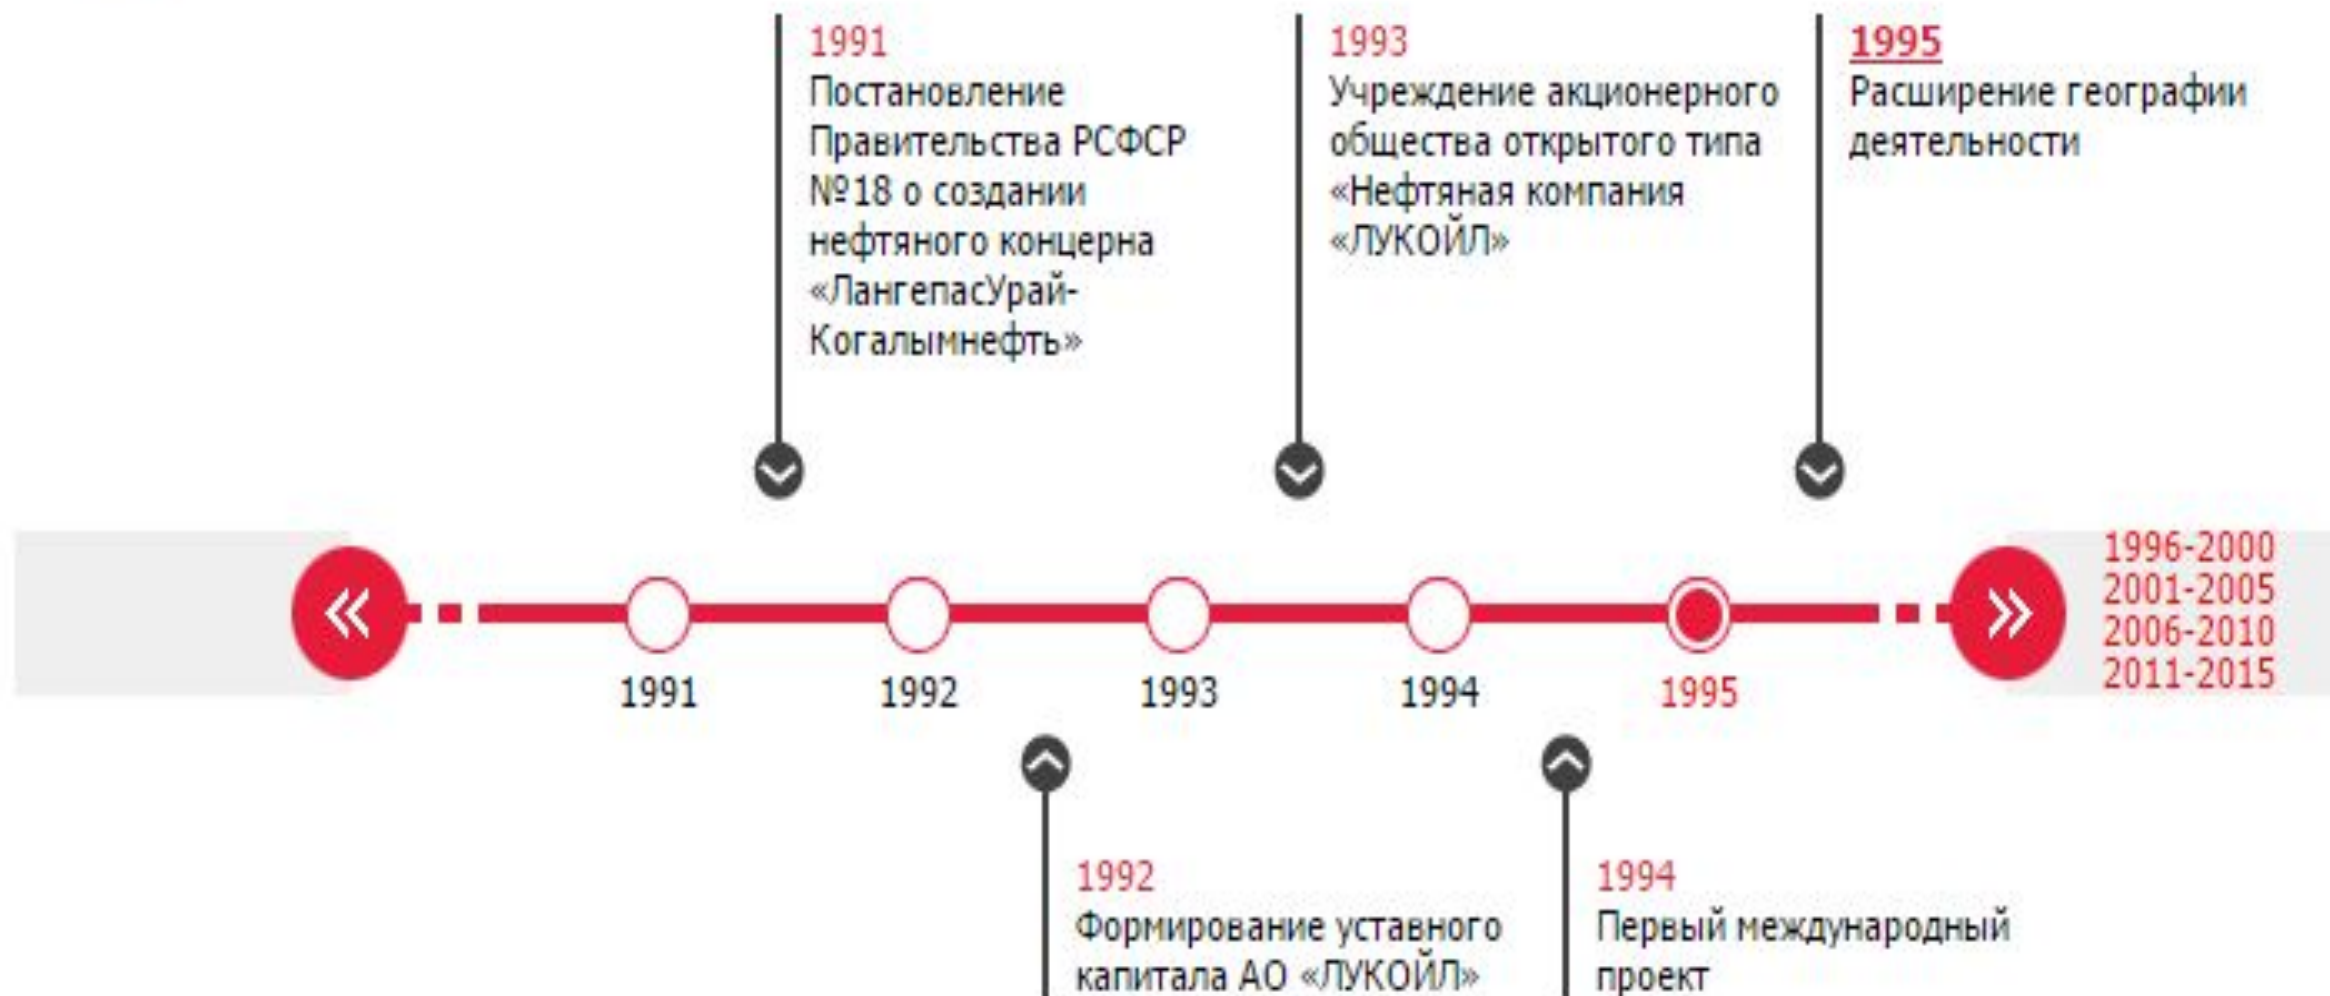 1991
Постановление
Правительства РСФСР
№18 о создании
нефтяного концерна
«ЛангепасУрай-
Когалымнефть»
1993
Учреждение акционерного
общества открытого типа
«Нефтяная компания
«ЛУКОЙЛ»
1995
Расширение географии
деятельности
1996-2000
2001-2005
2006-2010
2011-2015
1991
1992
1993
1994
1995
1992
Формирование уставного
капитала АО «ЛУКОЙЛ»
1994
Первый международный
проект